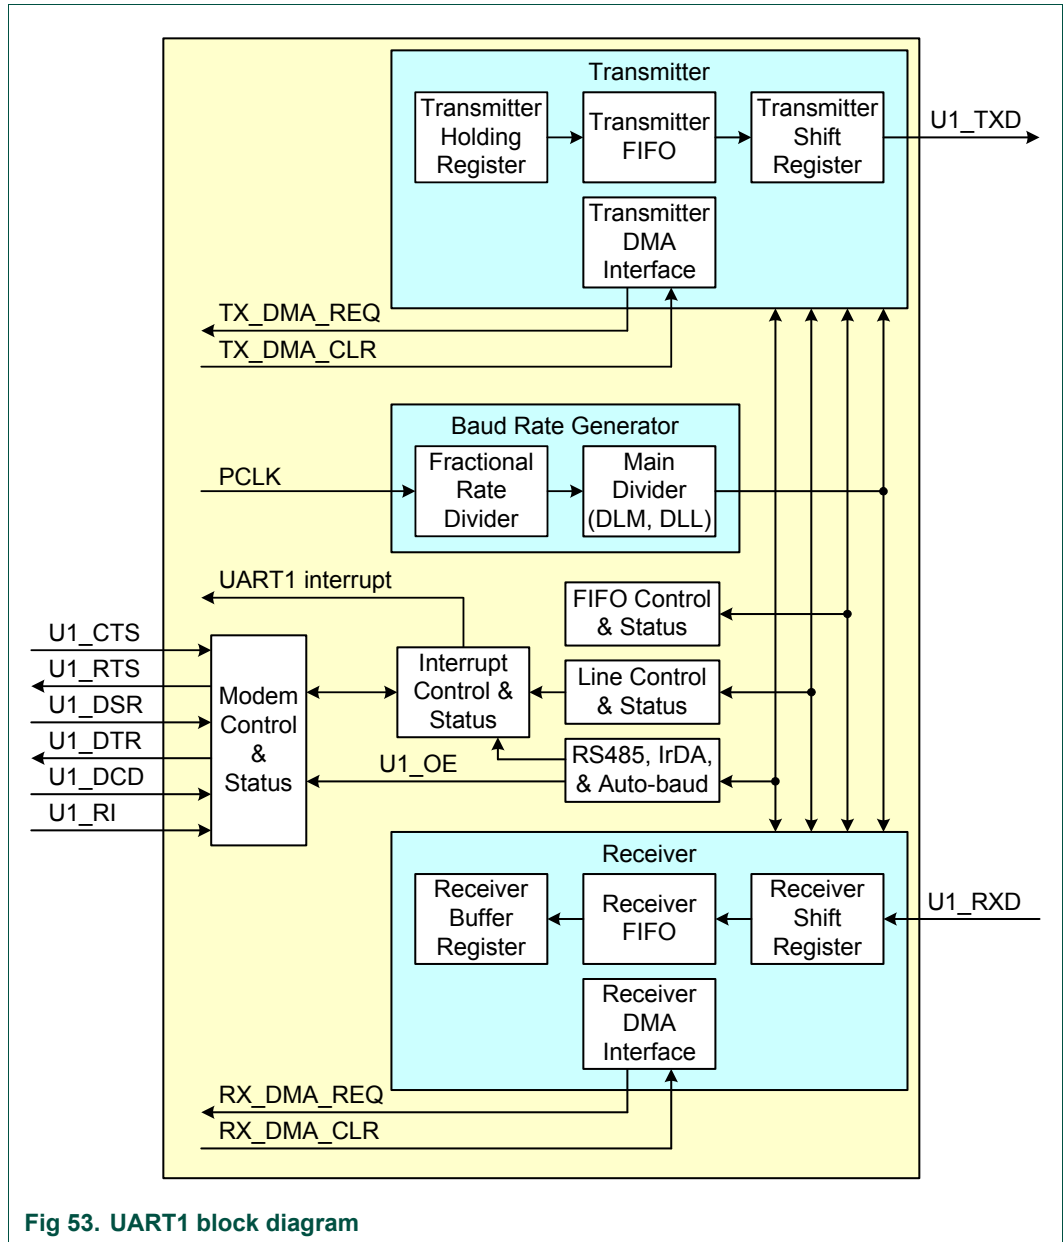 Transmitter
Transmitter
Holding
Register
Transmitter
FIFO
Transmitter
Shift
Register
U1_TXD
Transmitter
DMA
Interface
TX_DMA_REQ
TX_DMA_CLR
Baud Rate Generator
PCLK
Fractional
Rate
Divider
Main
Divider
(DLM, DLL)
UART1 interrupt
FIFO Control
& Status
U1_CTS
U1_RTS
U1_DSR
U1_DTR
U1_DCD
U1_RI
Modem
Control
&
Status
Interrupt
Control &
Status
Line Control
& Status
U1_OE
RS485, IrDA,
& Auto-baud
Receiver
Receiver
Buffer
Register
Receiver
FIFO
Receiver
Shift
Register
U1_RXD
Receiver
DMA
Interface
RX_DMA_REQ
RX_DMA_CLR
Fig 53. UART1 block diagram